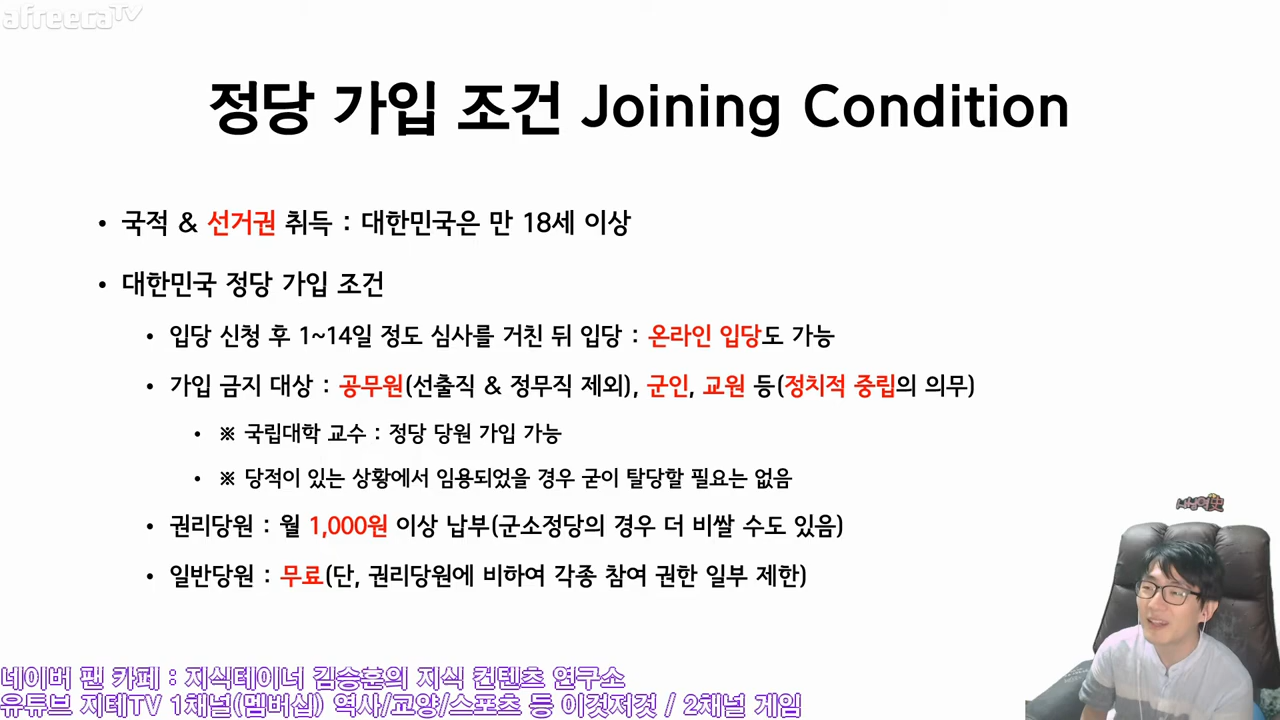 afreecaTV
정당 가입 조건 Joining Condition
• 국적 & 선거권 취득 : 대한민국은 만 18세 이상
• 대한민국 정당 가입 조건
• 입당 신청 후 1~14일 정도 심사를 거친 뒤 입당 : 온라인 입당도 가능
• 가입 금지 대상 : 공무원(선출직 & 정무직 제외), 군인, 교원 등(정치적 중립의 의무)
• ※ 국립대학 교수 : 정당 당원 가입 가능
• ※ 당적이 있는 상황에서 임용되었을 경우 굳이 탈당할 필요는 없음
• 권리당원 : 월 1,000원 이상 납부(군소정당의 경우 더 비쌀 수도 있음)
• 일반당원 : 무료(단, 권리당원에 비하여 각종 참여 권한 일부 제한)
네이버 팬 카페 : 지식테이너 김승훈의 지식 컨텐츠 연구소
유튜브 지테TV 1채널(멤버십) 역사/교양/스포츠 등 이것저것 / 2채널 게임